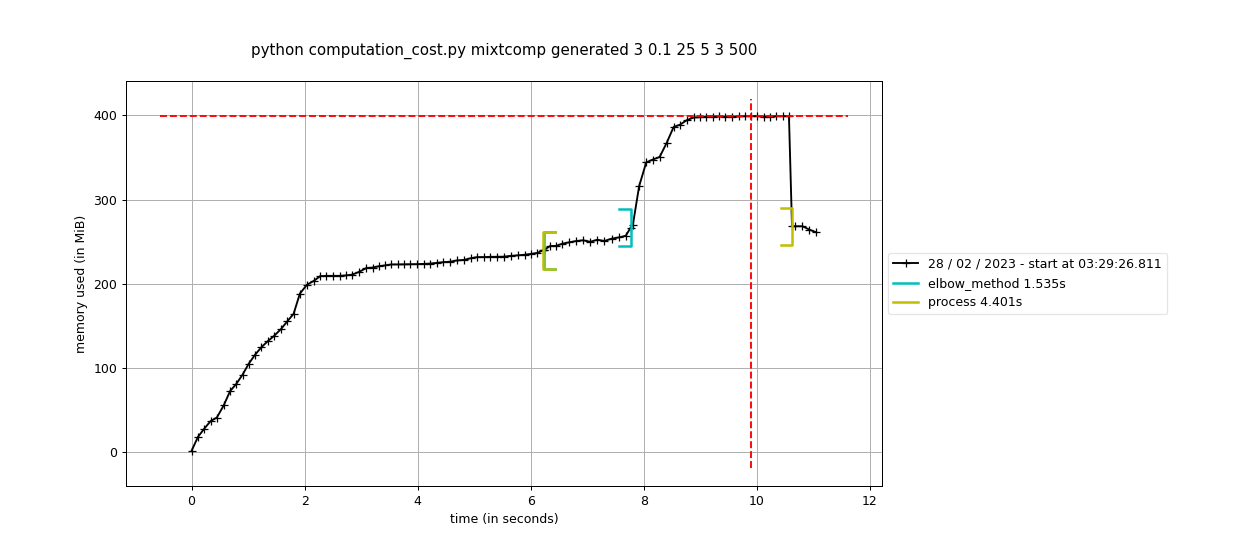 python computation_cost.py mixtcomp generated 3 0.1 25 5 3 500
memory used (in MiB)
400
300
200
100
0
0 2 4 6 8 10 12
time (in seconds)
28 / 02 / 2023 - start at 03:29:26.811
elbow_method 1.535s
process 4.401s